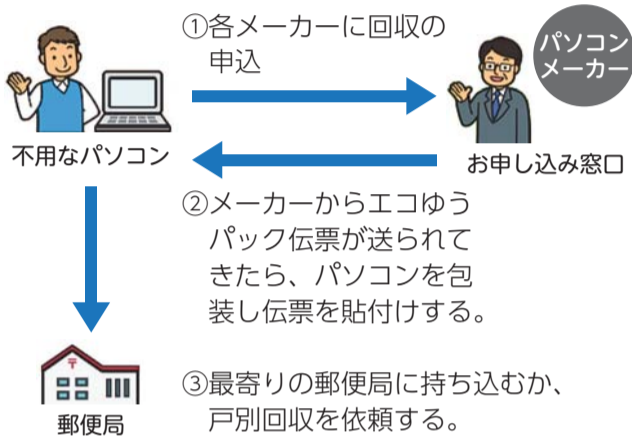 ①各メーカーに回収の
申込
パソコン
メーカー
不用なパソコン
お申し込み窓口
②メーカーからエコゆう
パック伝票が送られて
きたら、パソコンを包
装し伝票を貼付けする。
〒
郵便局
③最寄りの郵便局に持ち込むか、
戸別回収を依頼する。